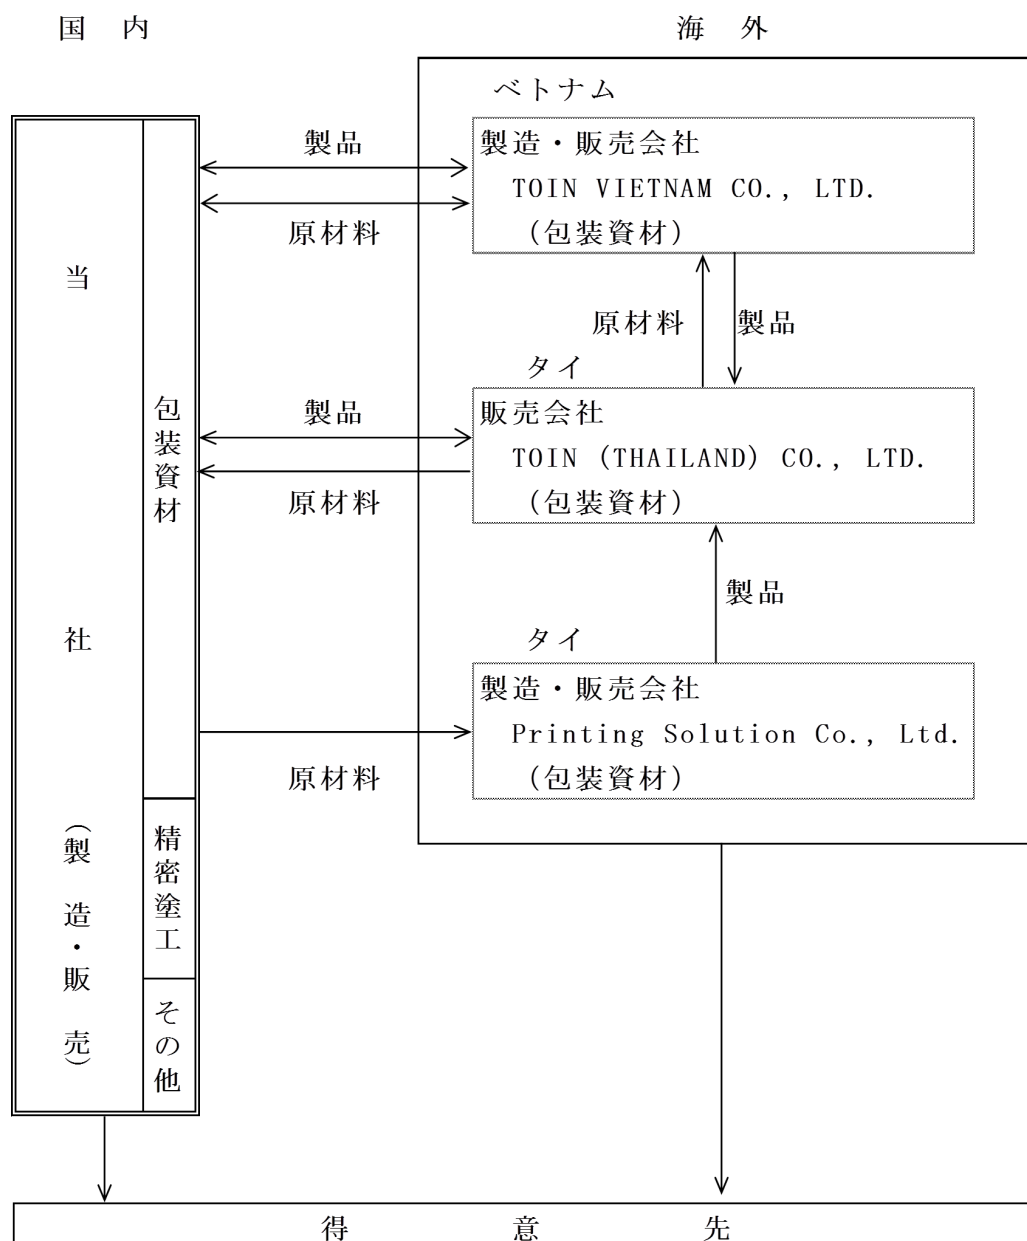 国　内
海　外
ベトナム
製造・販売会社
TOIN VIETNAM CO., LTD.
（包装資材）
製品
原材料
原材料
製品
タイ
販売会社
TOIN (THAILAND) CO., LTD.
（包装資材）
製品
原材料
製品
タイ
製造・販売会社
Printing Solution Co., Ltd.
（包装資材）
原材料
当社（製造・販売）
包装資材
精密塗工
その他
得意先